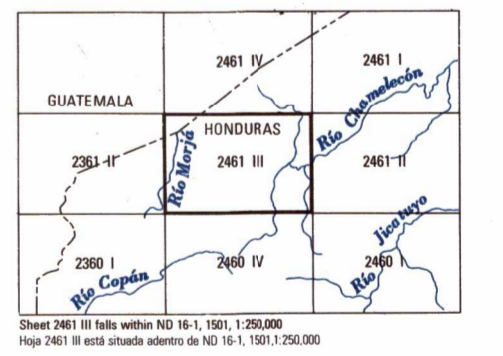 2461 IV
2461 I
GUATEMALA
HONDURAS
Río Chamelecón
2361 II
Río Morjá
2461 III
2461 II
2360 I
Río Copán
2460 IV
Río Jicatuyo
2460 I
Sheet 2461 III falls within ND 16-1, 1501, 1:250,000
Hoja 2461 III está situada adentro de ND 16-1, 1501,1:250,000